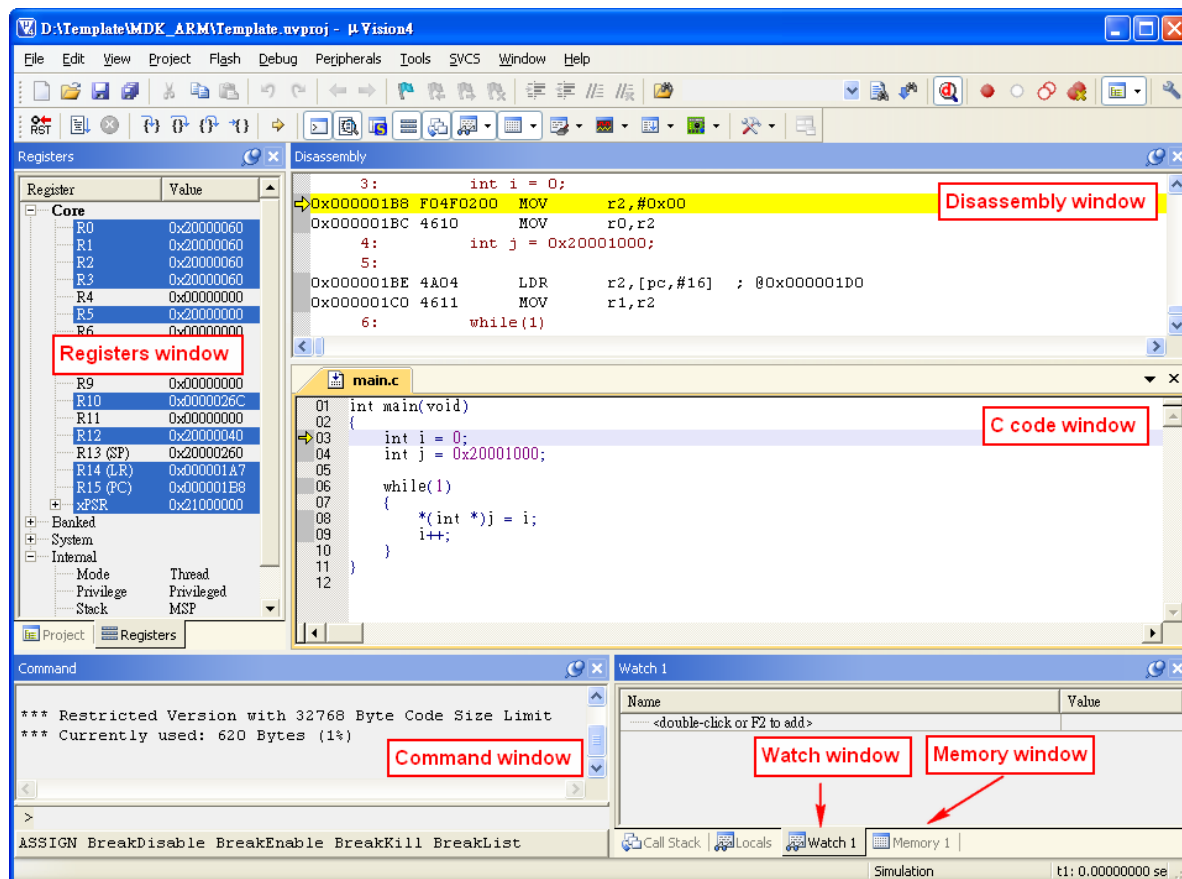 D:\Template\MDK_ARM\Template.uvproj - µVision4
File Edit View Project Flash Debug Peripherals Tools SVCS Window Help
RST
Registers
Register Value
Core
R0 0x20000060
R1 0x20000060
R2 0x20000060
R3 0x20000060
R4 0x00000000
R5 0x20000000
R6 0x00000000
Registers window
R9 0x00000000
R10 0x0000026C
R11 0x00000000
R12 0x20000040
R13 (SP) 0x20000260
R14 (LR) 0x000001A7
R15 (PC) 0x000001B8
xPSR 0x21000000
Banked
System
Internal
Mode Thread
Privilege Privileged
Stack MSP
Project Registers
Disassembly
3: int i = 0;
0x000001B8 F04F0200 MOV r2,#0x00
0x000001BC 4610 MOV r0,r2
4: int j = 0x20001000;
5:
0x000001BE 4A04 LDR r2,[pc,#16] ; @0x000001D0
0x000001C0 4611 MOV r1,r2
6: while(1)
Disassembly window
main.c
01 int main(void)
02 {
03 int i = 0;
04 int j = 0x20001000;
05
06 while(1)
07 {
08 *(int *)j = i;
09 i++;
10 }
11 }
12
C code window
Command
*** Restricted Version with 32768 Byte Code Size Limit
*** Currently used: 620 Bytes (1%)
Command window
>
ASSIGN BreakDisable BreakEnable BreakKill BreakList
Watch 1
Name Value
<double-click or F2 to add>
Watch window
Memory window
Call Stack Locals Watch 1 Memory 1
Simulation t1: 0.00000000 se